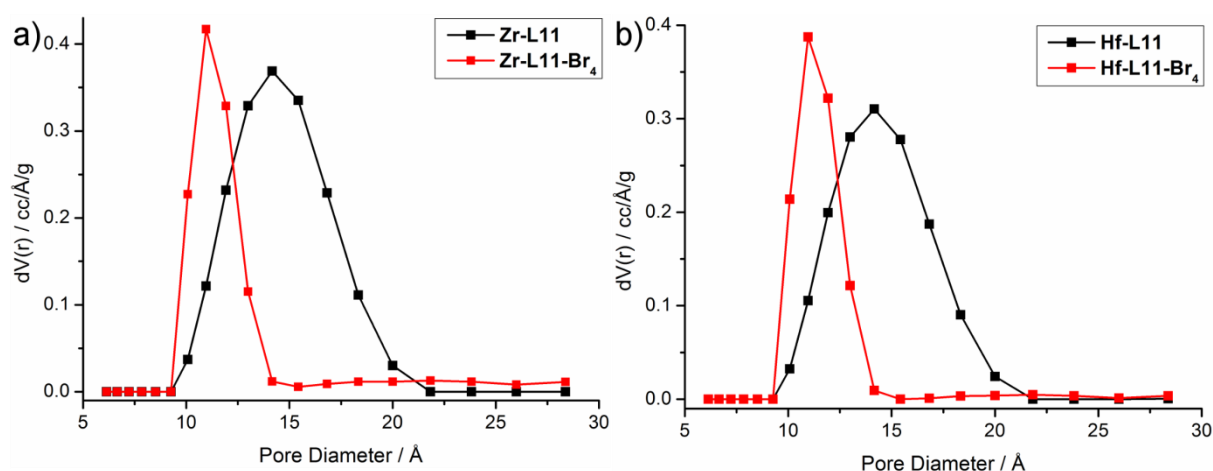 a)
Zr-L11
Zr-L11-Br₄
dV(r) / cc/Å/g
0.4
0.3
0.2
0.1
0.0
5
10
15
20
25
30
Pore Diameter / Å
b)
Hf-L11
Hf-L11-Br₄
dV(r) / cc/Å/g
0.4
0.3
0.2
0.1
0.0
5
10
15
20
25
30
Pore Diameter / Å